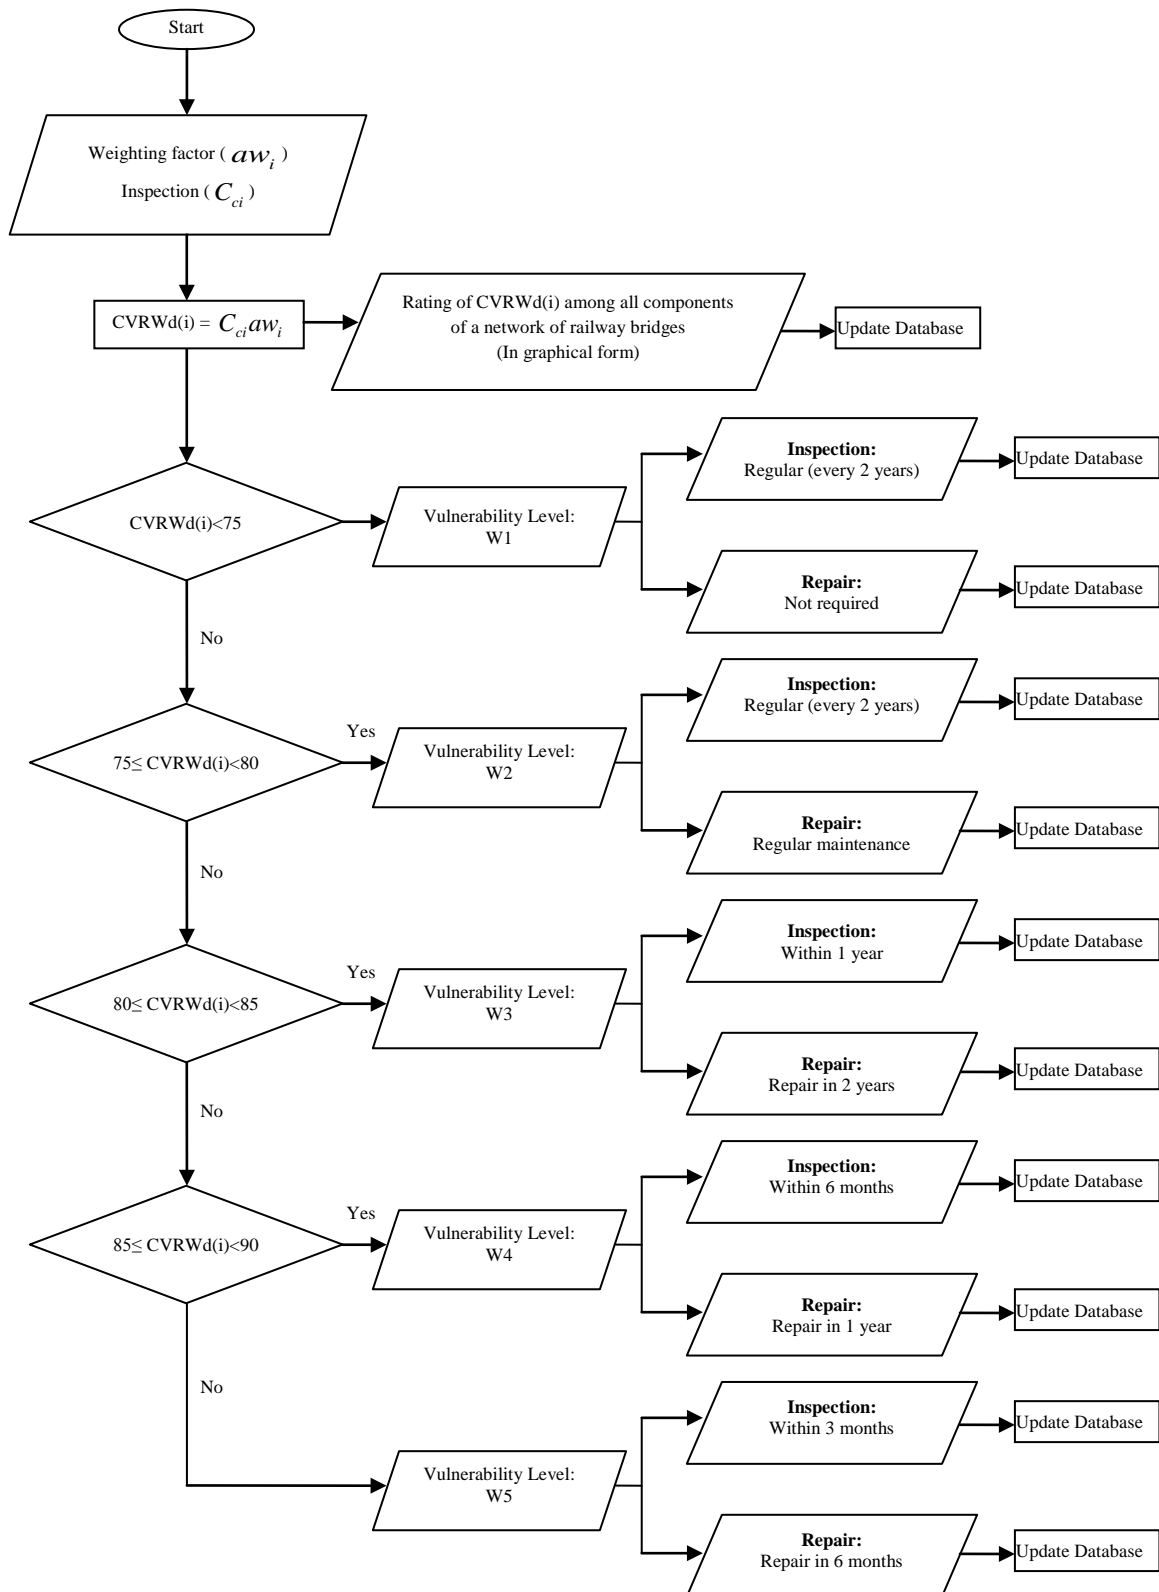 Start
Weighting factor ( aw_i )
Inspection ( C_ci )
CVRWd(i) = C_ci aw_i
Rating of CVRWd(i) among all components
of a network of railway bridges
(In graphical form)
Update Database
CVRWd(i)<75
Vulnerability Level:
W1
Inspection:
Regular (every 2 years)
Update Database
Repair:
Not required
Update Database
No
75≤ CVRWd(i)<80
Yes
Vulnerability Level:
W2
Inspection:
Regular (every 2 years)
Update Database
Repair:
Regular maintenance
Update Database
No
80≤ CVRWd(i)<85
Yes
Vulnerability Level:
W3
Inspection:
Within 1 year
Update Database
Repair:
Repair in 2 years
Update Database
No
85≤ CVRWd(i)<90
Yes
Vulnerability Level:
W4
Inspection:
Within 6 months
Update Database
Repair:
Repair in 1 year
Update Database
No
Vulnerability Level:
W5
Inspection:
Within 3 months
Update Database
Repair:
Repair in 6 months
Update Database